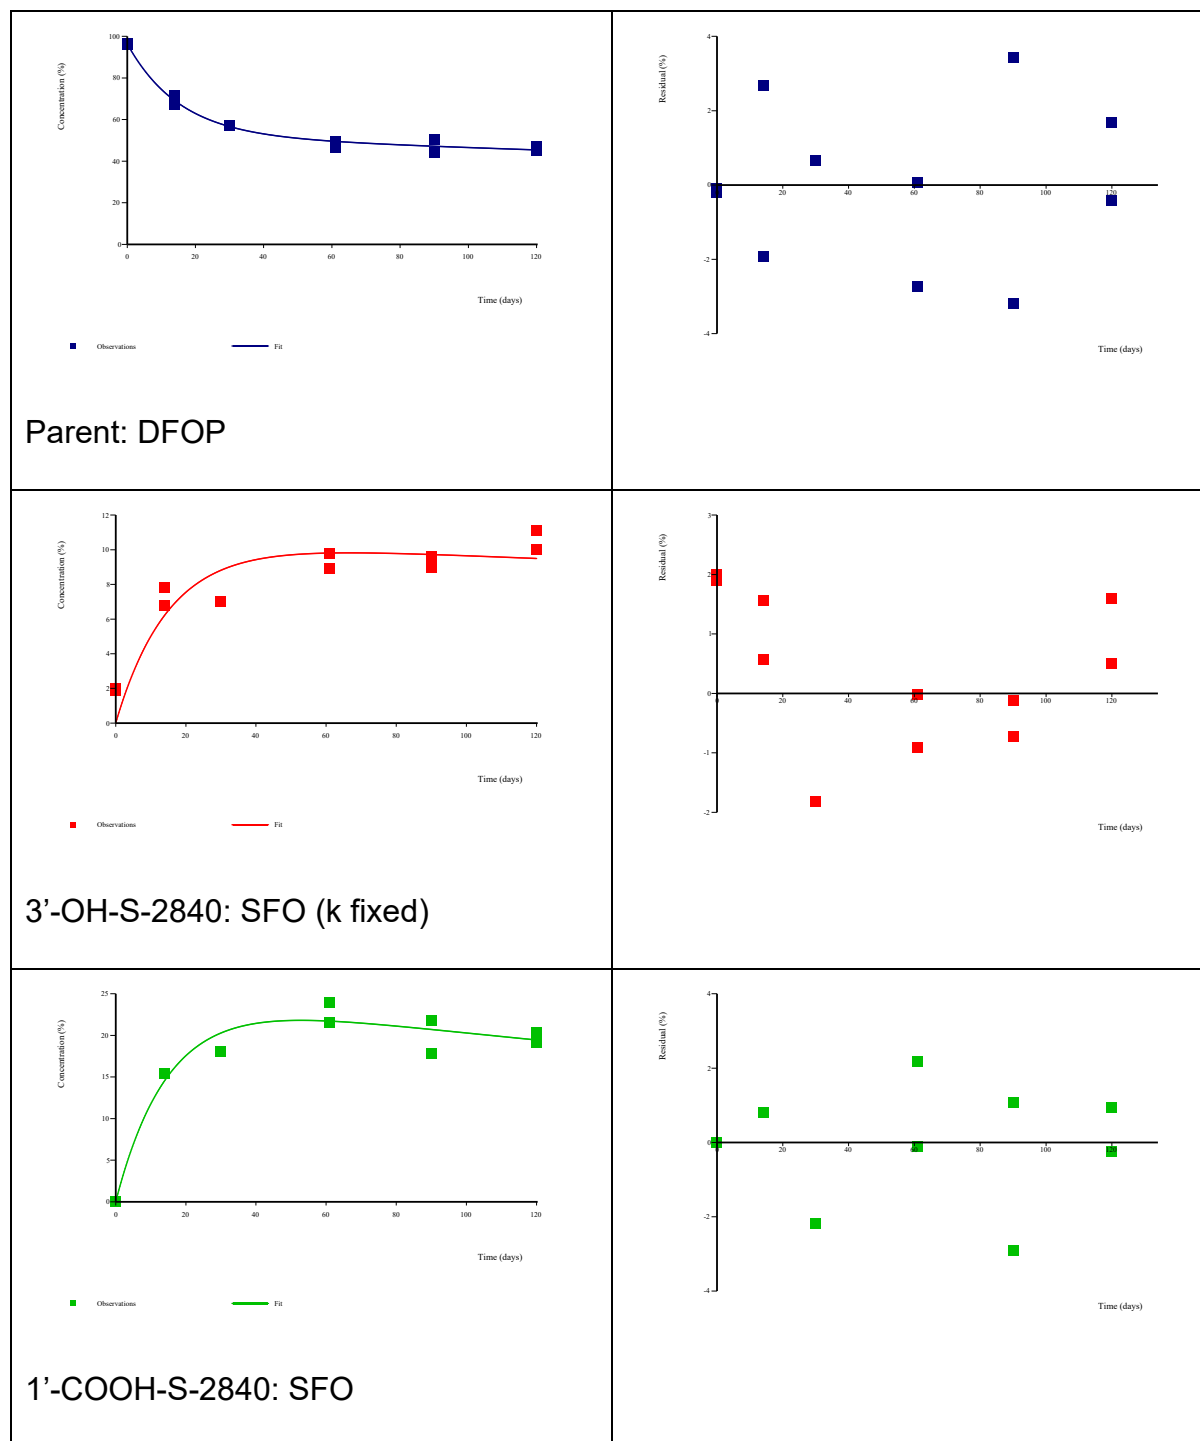 Concentration (%)
100
80
60
40
20
0
0 20 40 60 80 100 120
Time (days)
Observations Fit
Parent: DFOP
Residual (%)
4
2
0
-2
-4
0 20 40 60 80 100 120
Time (days)
Concentration (%)
12
10
8
6
4
2
0
0 20 40 60 80 100 120
Time (days)
Observations Fit
3’-OH-S-2840: SFO (k fixed)
Residual (%)
3
2
1
0
-1
-2
0 20 40 60 80 100 120
Time (days)
Concentration (%)
25
20
15
10
5
0
0 20 40 60 80 100 120
Time (days)
Observations Fit
1’-COOH-S-2840: SFO
Residual (%)
4
2
0
-2
-4
0 20 40 60 80 100 120
Time (days)